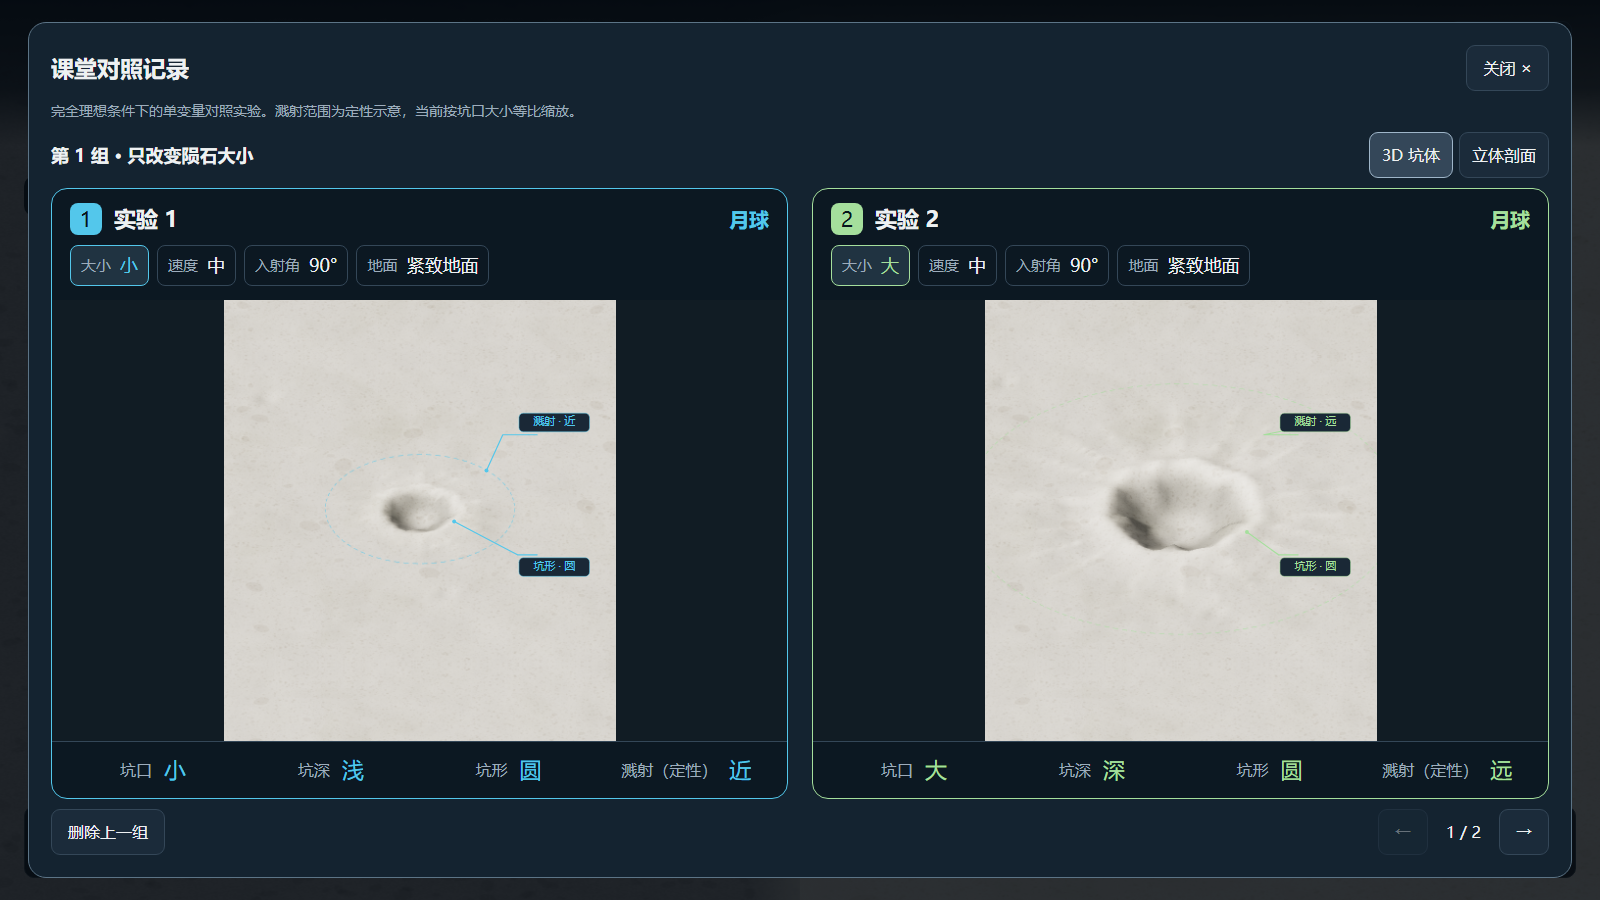 课堂对照记录
关闭 ×
完全理想条件下的单变量对照实验。溅射范围为定性示意，当前按坑口大小等比缩放。
第 1 组 • 只改变陨石大小
3D 坑体
立体剖面
1 实验 1
月球
大小 小
速度 中
入射角 90°
地面 紧致地面
溅射 · 近
坑形 · 圆
坑口 小
坑深 浅
坑形 圆
溅射（定性） 近
2 实验 2
月球
大小 大
速度 中
入射角 90°
地面 紧致地面
溅射 · 远
坑形 · 圆
坑口 大
坑深 深
坑形 圆
溅射（定性） 远
删除上一组
←
1 / 2
→